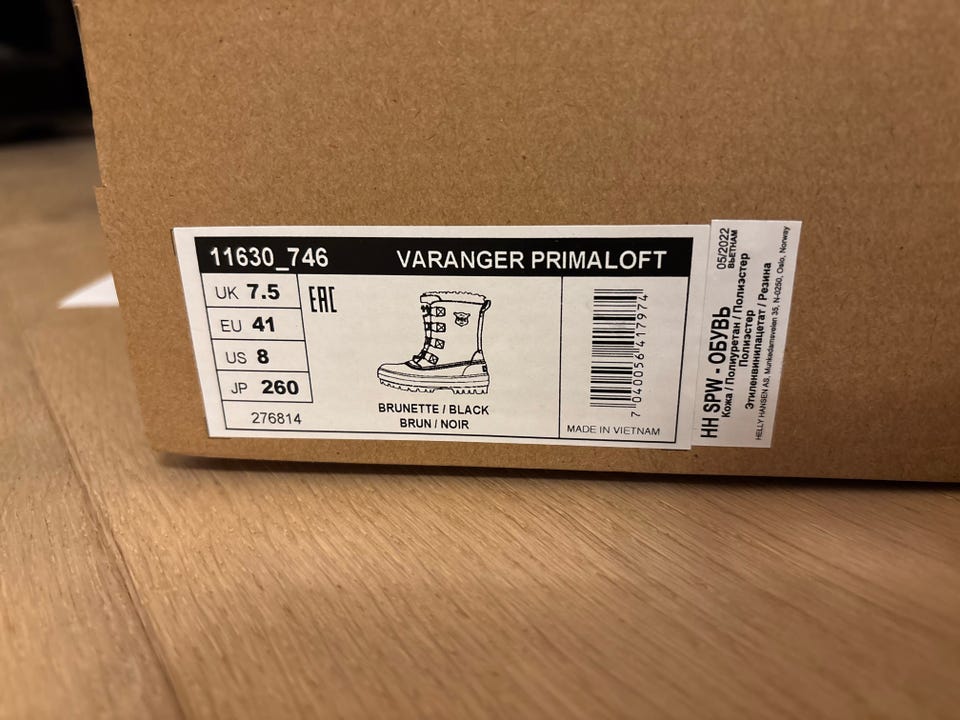 11630_746 VARANGER PRIMALOFT
UK 7.5
EU 41
US 8
JP 260
276814
EAC
BRUNETTE / BLACK
BRUN / NOIR
7 040056 417974
MADE IN VIETNAM
HH SPW - ОБУВЬ 05/2022
ВЬЕТНАМ
Кожа / Полиуретан / Полиэстер
Полиэстер
Этиленвинилацетат / Резина
HELLY HANSEN AS, Munkedamsveien 35, N-0250, Oslo, Norway